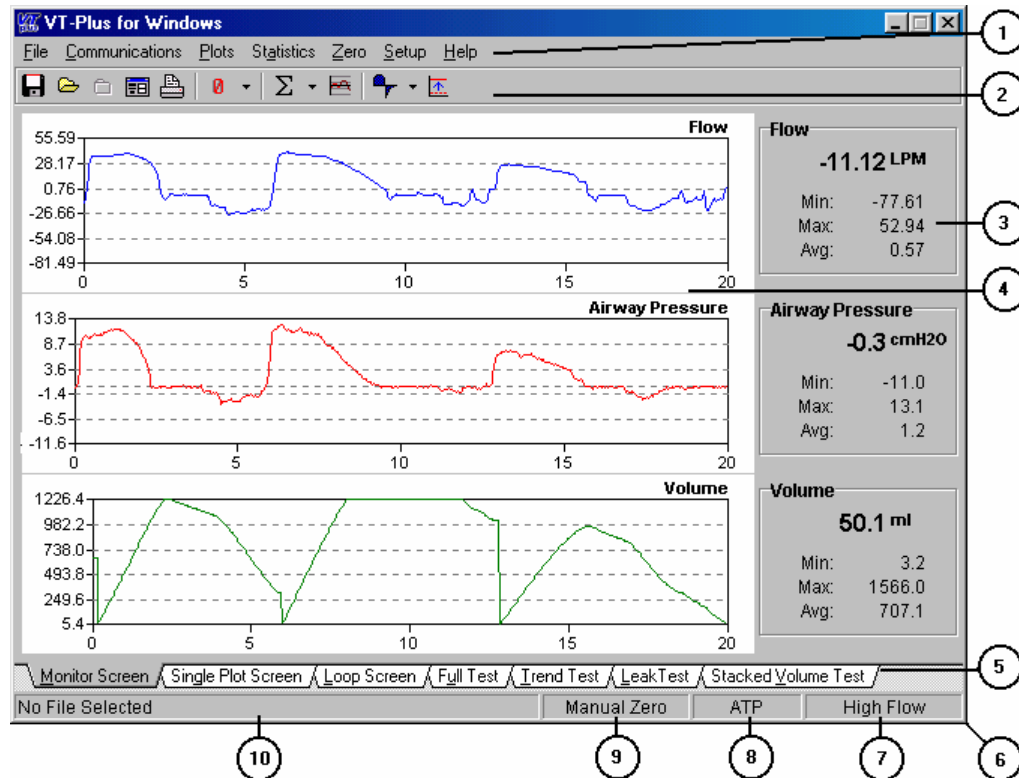 VT-Plus for Windows
File Communications Plots Statistics Zero Setup Help
1
2
Flow
55.59
28.17
0.76
-26.66
-54.08
-81.49
0 5 10 15 20
Flow
-11.12 LPM
Min: -77.61
Max: 52.94
Avg: 0.57
3
4
Airway Pressure
13.8
8.7
3.6
-1.4
-6.5
-11.6
0 5 10 15 20
Airway Pressure
-0.3 cmH2O
Min: -11.0
Max: 13.1
Avg: 1.2
Volume
1226.4
982.2
738.0
493.8
249.6
5.4
0 5 10 15 20
Volume
50.1 ml
Min: 3.2
Max: 1566.0
Avg: 707.1
Monitor Screen Single Plot Screen Loop Screen Full Test Trend Test LeakTest Stacked Volume Test
5
No File Selected Manual Zero ATP High Flow
10 9 8 7 6